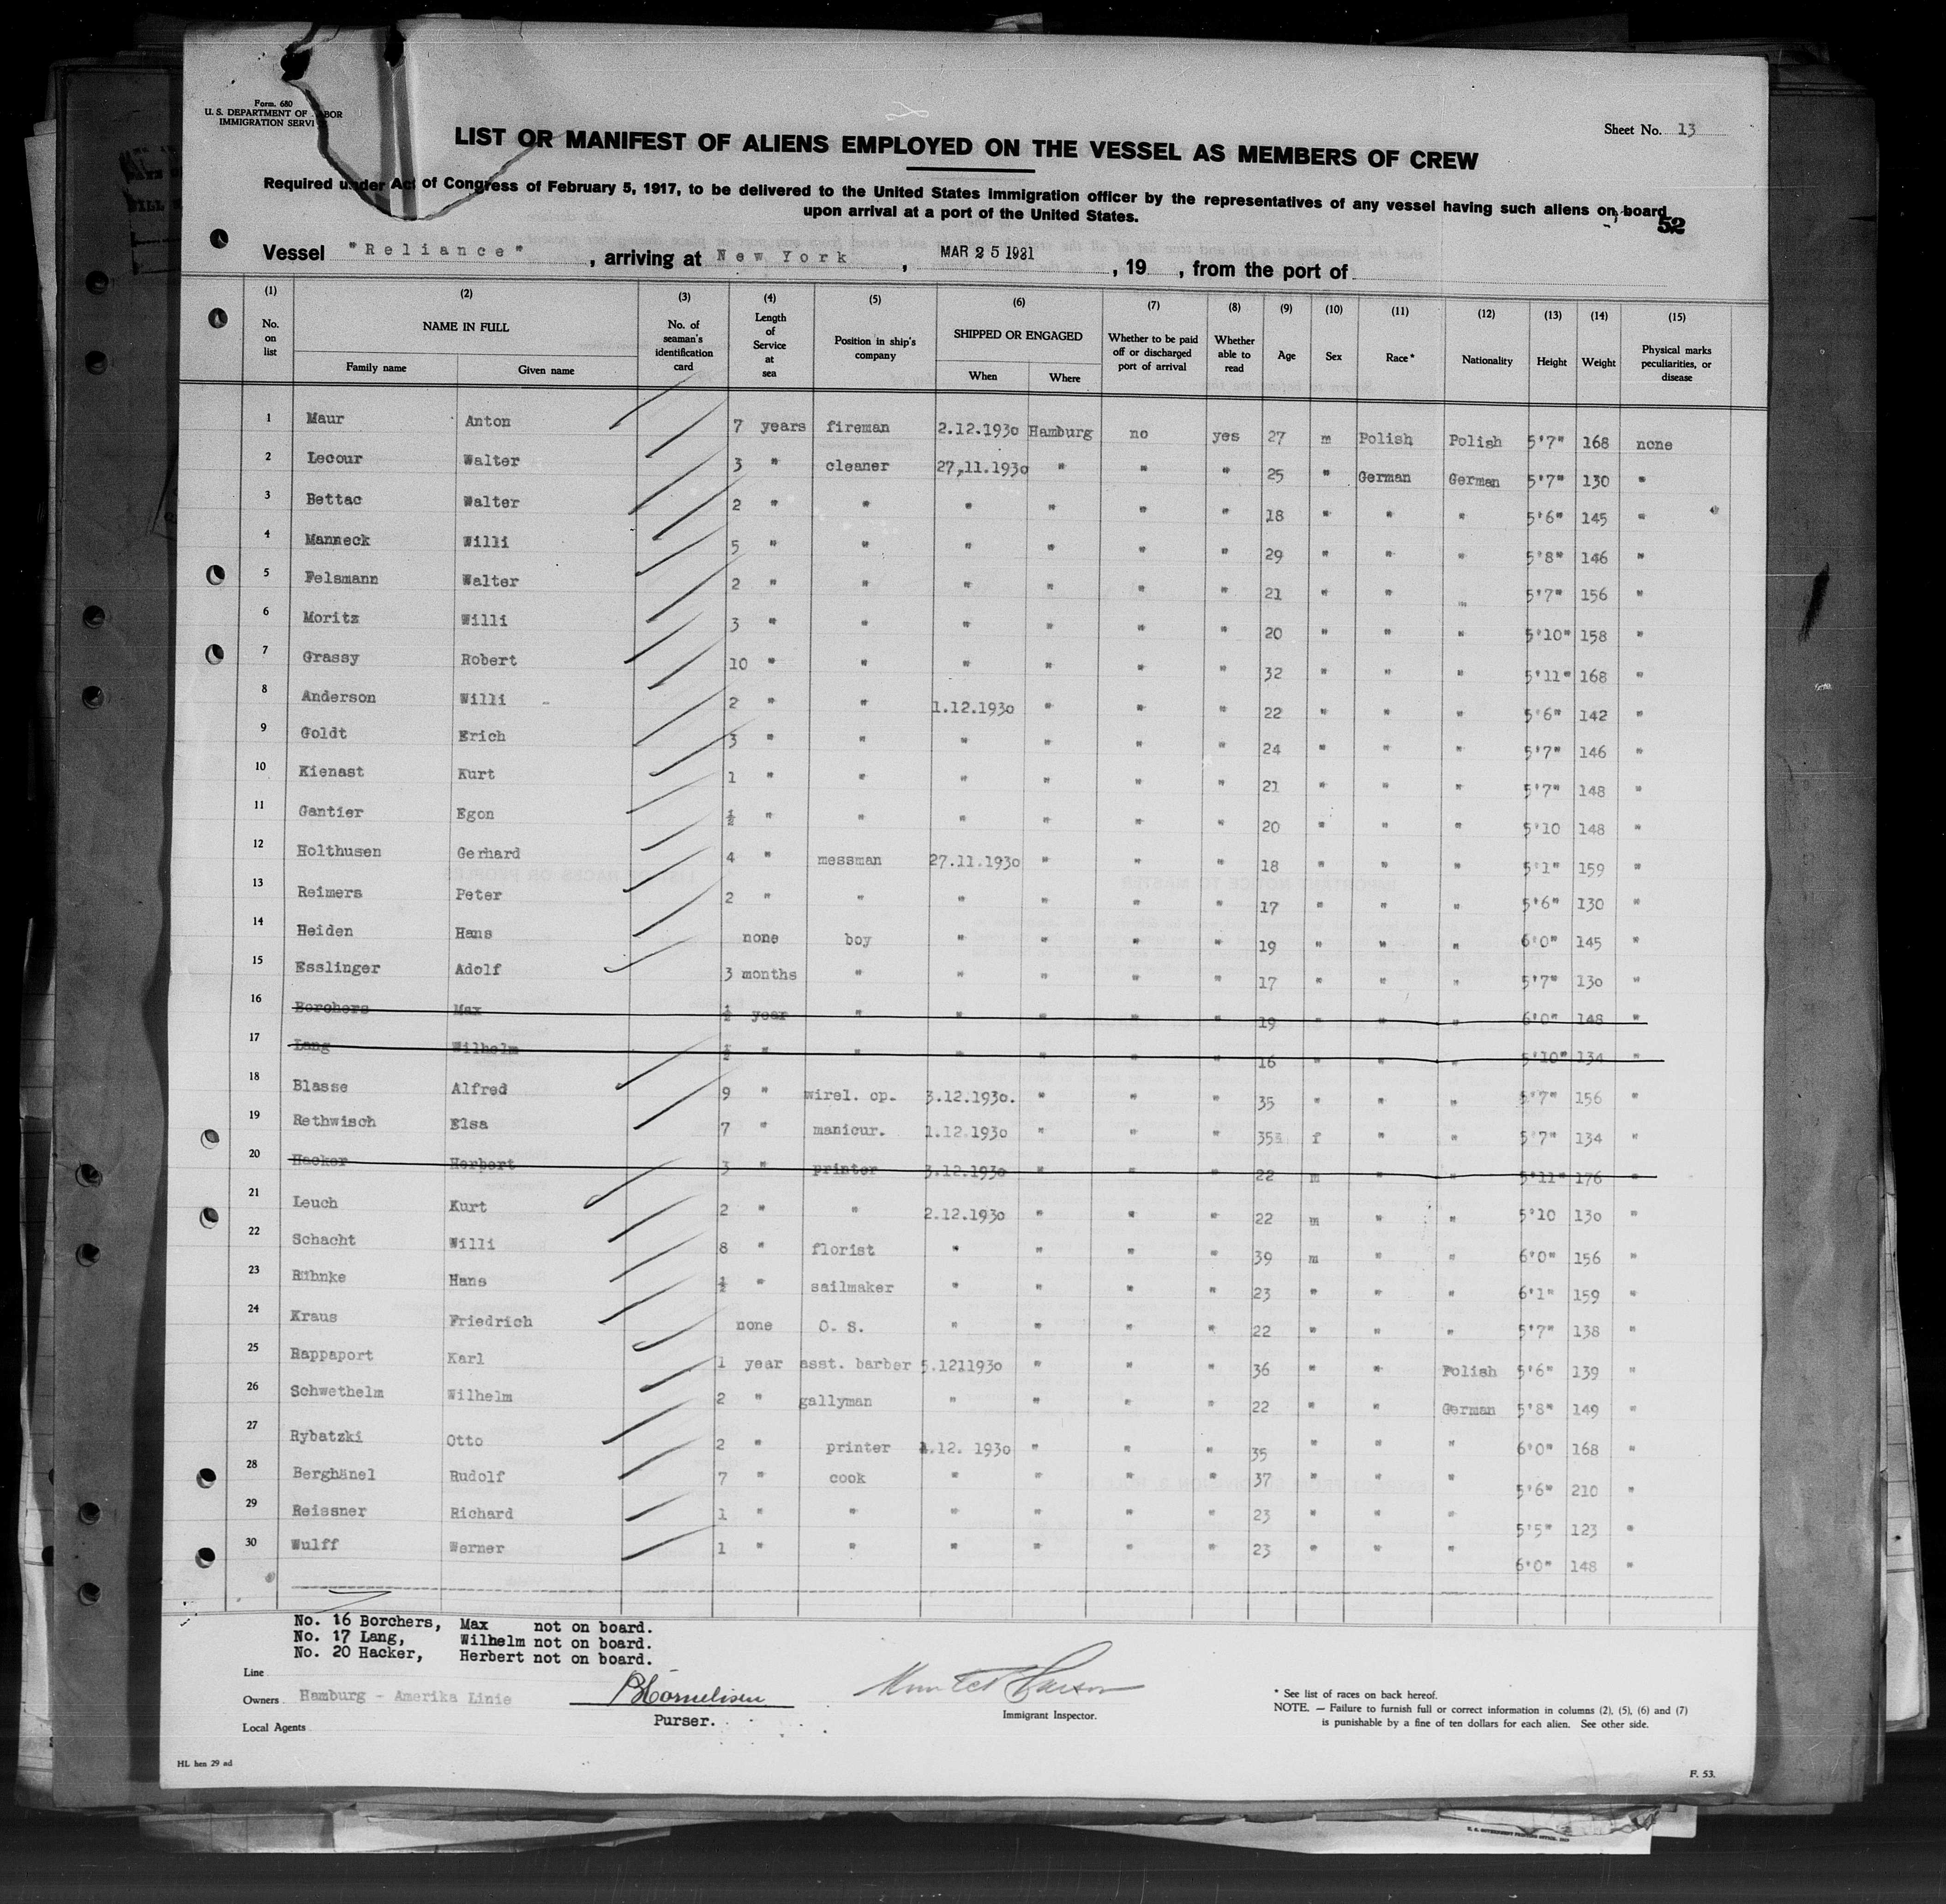 Form. 680
U. S. DEPARTMENT OF LABOR
IMMIGRATION SERVICE
Sheet No. 13
LIST OR MANIFEST OF ALIENS EMPLOYED ON THE VESSEL AS MEMBERS OF CREW
Required under Act of Congress of February 5, 1917, to be delivered to the United States immigration officer by the representatives of any vessel having such aliens on board
upon arrival at a port of the United States.
52
Vessel "Reliance", arriving at New York, MAR 25 1931, 19 , from the port of
(1) (2) (3) (4) (5) (6) (7) (8) (9) (10) (11) (12) (13) (14) (15)
No. on list NAME IN FULL Family name Given name No. of seaman's identification card Length of Service at sea Position in ship's company SHIPPED OR ENGAGED When Where Whether to be paid off or discharged port of arrival Whether able to read Age Sex Race* Nationality Height Weight Physical marks peculiarities, or disease
1 Maur Anton 7 years fireman 2.12.1930 Hamburg no yes 27 m Polish Polish 5'7" 168 none
2 Lecour Walter 3 " cleaner 27,11.1930 " " " 25 " German German 5'7" 130 "
3 Bettac Walter 2 " " " " " " 18 " " " 5'6" 145 "
4 Manneck Willi 5 " " " " " " 29 " " " 5'8" 146 "
5 Felsmann Walter 2 " " " " " " 21 " " " 5'7" 156 "
6 Moritz Willi 3 " " " " " " 20 " " " 5'10" 158 "
7 Grassy Robert 10 " " " " " " 32 " " " 5'11" 168 "
8 Anderson Willi 2 " " 1.12.1930 " " " 22 " " " 5'6" 142 "
9 Goldt Erich 3 " " " " " " 24 " " " 5'7" 146 "
10 Kienast Kurt 1 " " " " " " 21 " " " 5'7" 148 "
11 Gantier Egon ½ " " " " " " 20 " " " 5'10 148 "
12 Holthusen Gerhard 4 " messman 27.11.1930 " " " 18 " " " 5'1" 159 "
13 Reimers Peter 2 " " " " " " 17 " " " 5'6" 130 "
14 Heiden Hans none boy " " " " 19 " " " 6'0" 145 "
15 Esslinger Adolf 3 months " " " " " 17 " " " 5'7" 130 "
16 Borchers Max ½ year " " " " " 19 " " " 6'0" 148 "
17 Lang Wilhelm ½ " " " " " " 16 " " " 5'10" 134 "
18 Blasse Alfred 9 " wirel. op. 3.12.1930. " " " 35 " " " 5'7" 156 "
19 Rethwisch Elsa 7 " manicur. 1.12.1930 " " " 35 f " " 5'7" 134 "
20 Hacker Herbert 3 " printer 3.12.1930 " " " 22 m " " 5'11" 176 "
21 Leuch Kurt 2 " " 2.12.1930 " " " 22 m " " 5'10 130 "
22 Schacht Willi 8 " florist " " " " 39 m " " 6'0" 156 "
23 Rühnke Hans ½ " sailmaker " " " " 23 " " " 6'1" 159 "
24 Kraus Friedrich none O. S. " " " " 22 " " " 5'7" 138 "
25 Rappaport Karl 1 year asst. barber 5.1211930 " " " 36 " " Polish 5'6" 139 "
26 Schwethelm Wilhelm 2 " gallyman " " " " 22 " " German 5'8" 149 "
27 Rybatzki Otto 2 " printer 1.12. 1930 " " " 35 " " " 6'0" 168 "
28 Berghänel Rudolf 7 " cook " " " " 37 " " " 5'6" 210 "
29 Reissner Richard 1 " " " " " " 23 " " " 5'5" 123 "
30 Wulff Werner 1 " " " " " " 23 " " " 6'0" 148 "
No. 16 Borchers, Max not on board.
No. 17 Lang, Wilhelm not on board.
No. 20 Hacker, Herbert not on board.
Line
Owners Hamburg - Amerika Linie
Local Agents
BCornelisen
Purser.
Immigrant Inspector.
* See list of races on back hereof.
NOTE. — Failure to furnish full or correct information in columns (2), (5), (6) and (7)
is punishable by a fine of ten dollars for each alien. See other side.
HL hen 29 ad
F. 53.